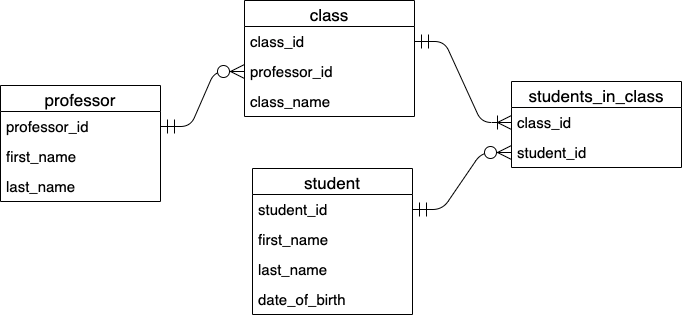 class
class_id
professor_id
class_name
professor
professor_id
first_name
last_name
students_in_class
class_id
student_id
student
student_id
first_name
last_name
date_of_birth